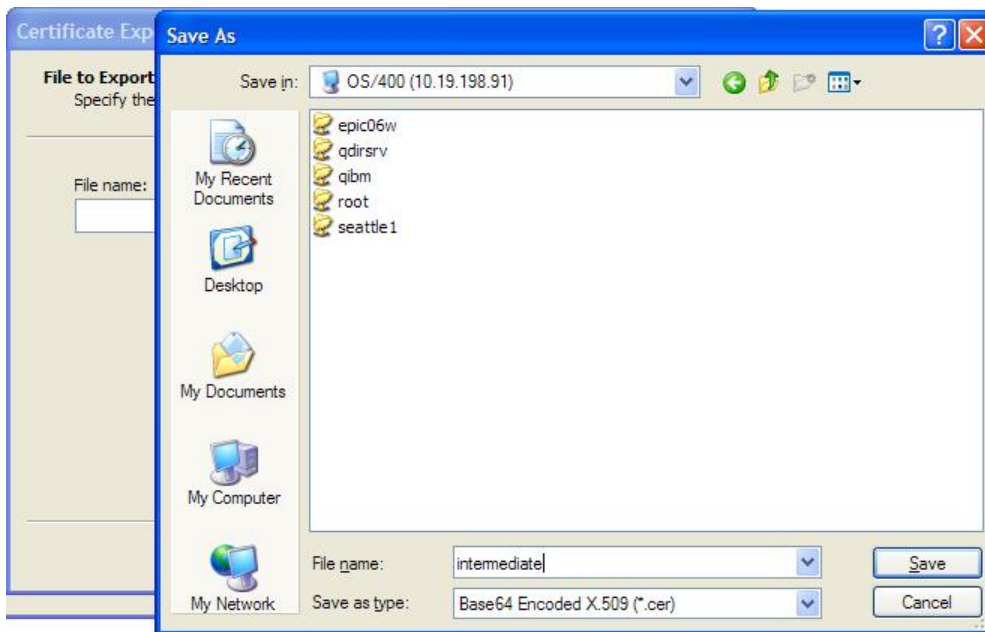 Certificate Exp
File to Export
Specify the
File name:
Save As
Save in:
OS/400 (10.19.198.91)
My Recent
Documents
Desktop
My Documents
My Computer
My Network
epic06w
qdirsrv
qibm
root
seattle1
File name:
intermediate
Save
Save as type:
Base64 Encoded X.509 (*.cer)
Cancel